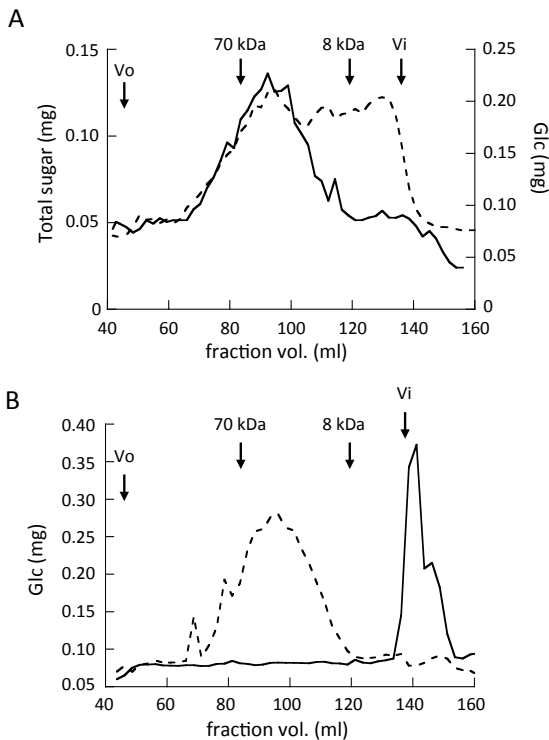 A
70 kDa 8 kDa Vi
Vo
0.15
0.10
0.05
0
Total sugar (mg)
0.25
0.20
0.15
0.10
0.05
0
Glc (mg)
40 60 80 100 120 140 160
fraction vol. (ml)
B
Vi
70 kDa 8 kDa
Vo
0.40
0.35
0.30
0.25
0.20
0.15
0.10
0.05
Glc (mg)
40 60 80 100 120 140 160
fraction vol. (ml)